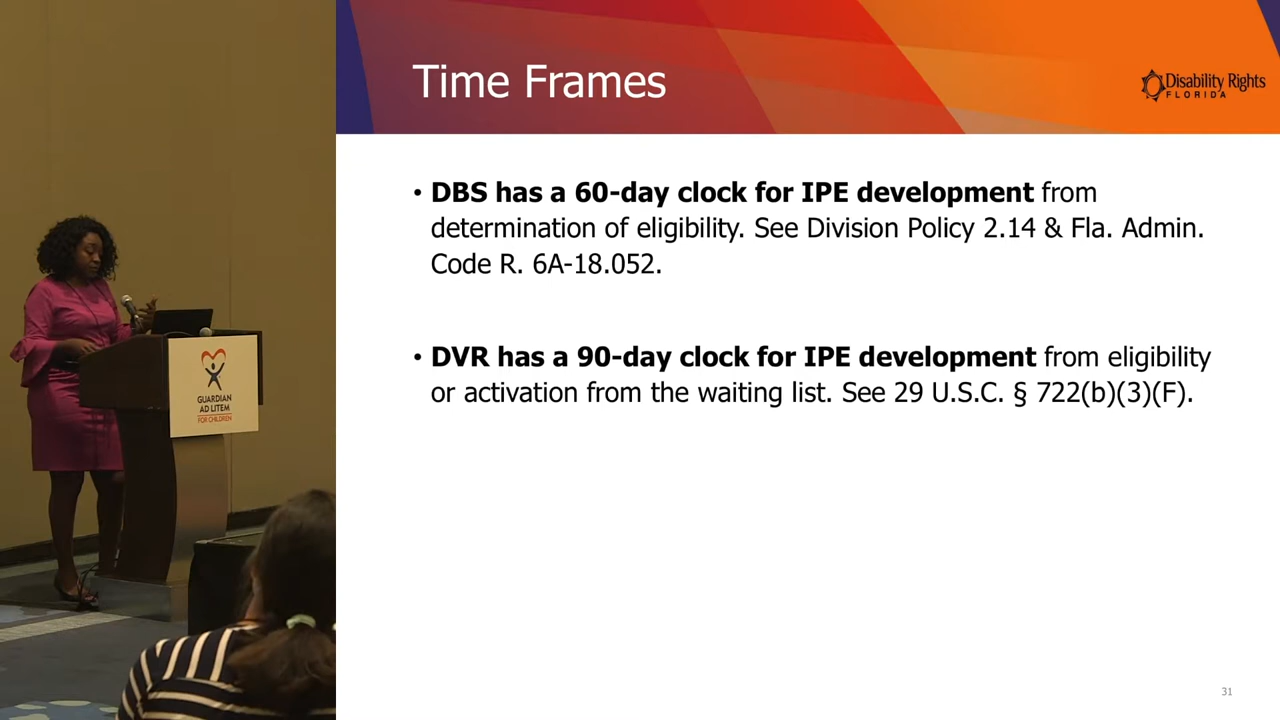 Time Frames
Disability Rights
FLORIDA
• DBS has a 60-day clock for IPE development from
determination of eligibility. See Division Policy 2.14 & Fla. Admin.
Code R. 6A-18.052.
• DVR has a 90-day clock for IPE development from eligibility
or activation from the waiting list. See 29 U.S.C. § 722(b)(3)(F).
GUARDIAN
AD LITEM
FOR CHILDREN
31